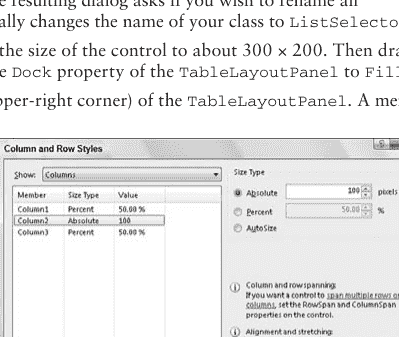 e resulting dialog asks if you wish to rename all
ally changes the name of your class to ListSelecto
the size of the control to about 300 × 200. Then dra
e Dock property of the TableLayoutPanel to Fill
pper-right corner) of the TableLayoutPanel. A me
Column and Row Styles
Show: Columns
Size Type
Member Size Type Value
Absolute 100 pixels
Column1 Percent 50.00 %
Column2 Absolute 100
Percent 50.00 %
Column3 Percent 50.00 %
AutoSize
Column and row spanning:
If you want a control to span multiple rows or
columns, set the RowSpan and ColumnSpan
properties on the control.
Alignment and stretching: